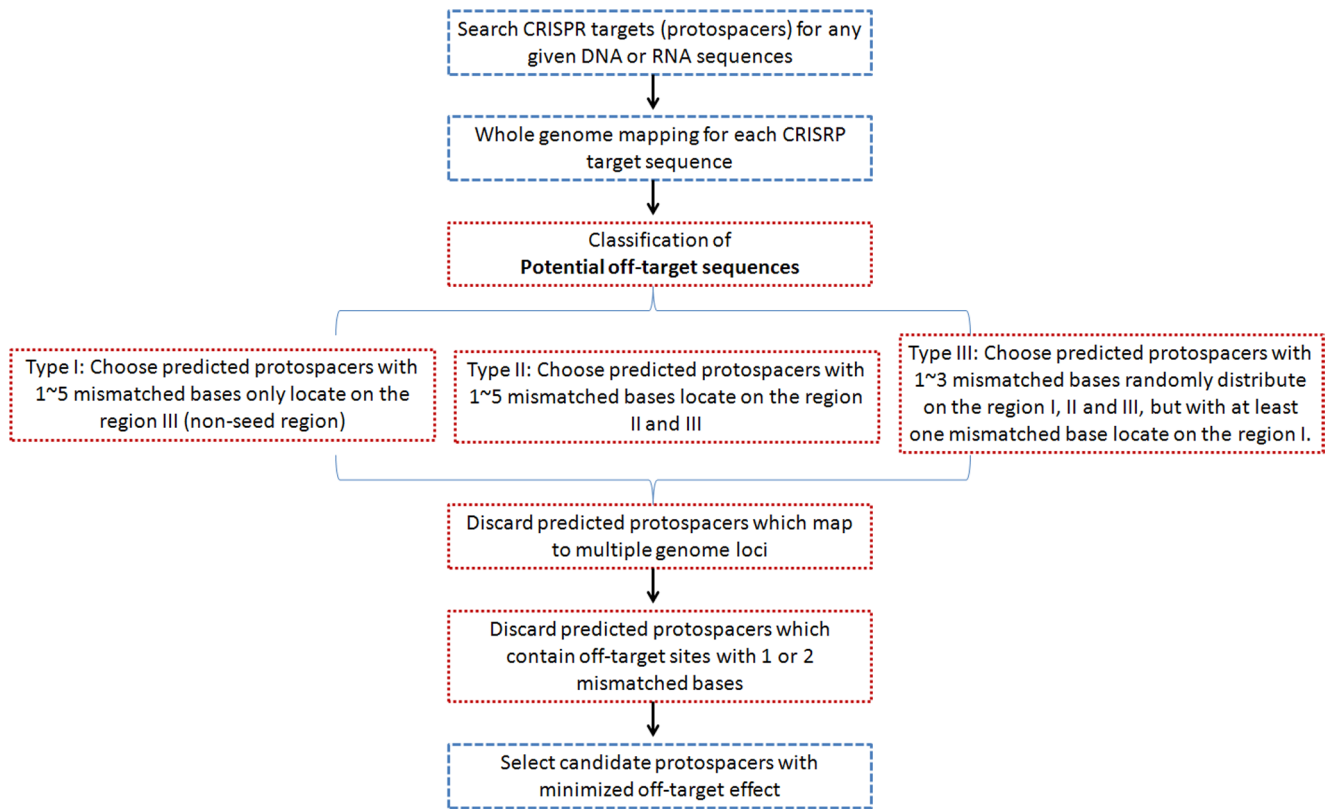 Search CRISPR targets (protospacers) for any
given DNA or RNA sequences
Whole genome mapping for each CRISRP
target sequence
Classification of
Potential off-target sequences
Type I: Choose predicted protospacers with
1~5 mismatched bases only locate on the
region III (non-seed region)
Type II: Choose predicted protospacers with
1~5 mismatched bases locate on the region
II and III
Type III: Choose predicted protospacers with
1~3 mismatched bases randomly distribute
on the region I, II and III, but with at least
one mismatched base locate on the region I.
Discard predicted protospacers which map
to multiple genome loci
Discard predicted protospacers which
contain off-target sites with 1 or 2
mismatched bases
Select candidate protospacers with
minimized off-target effect